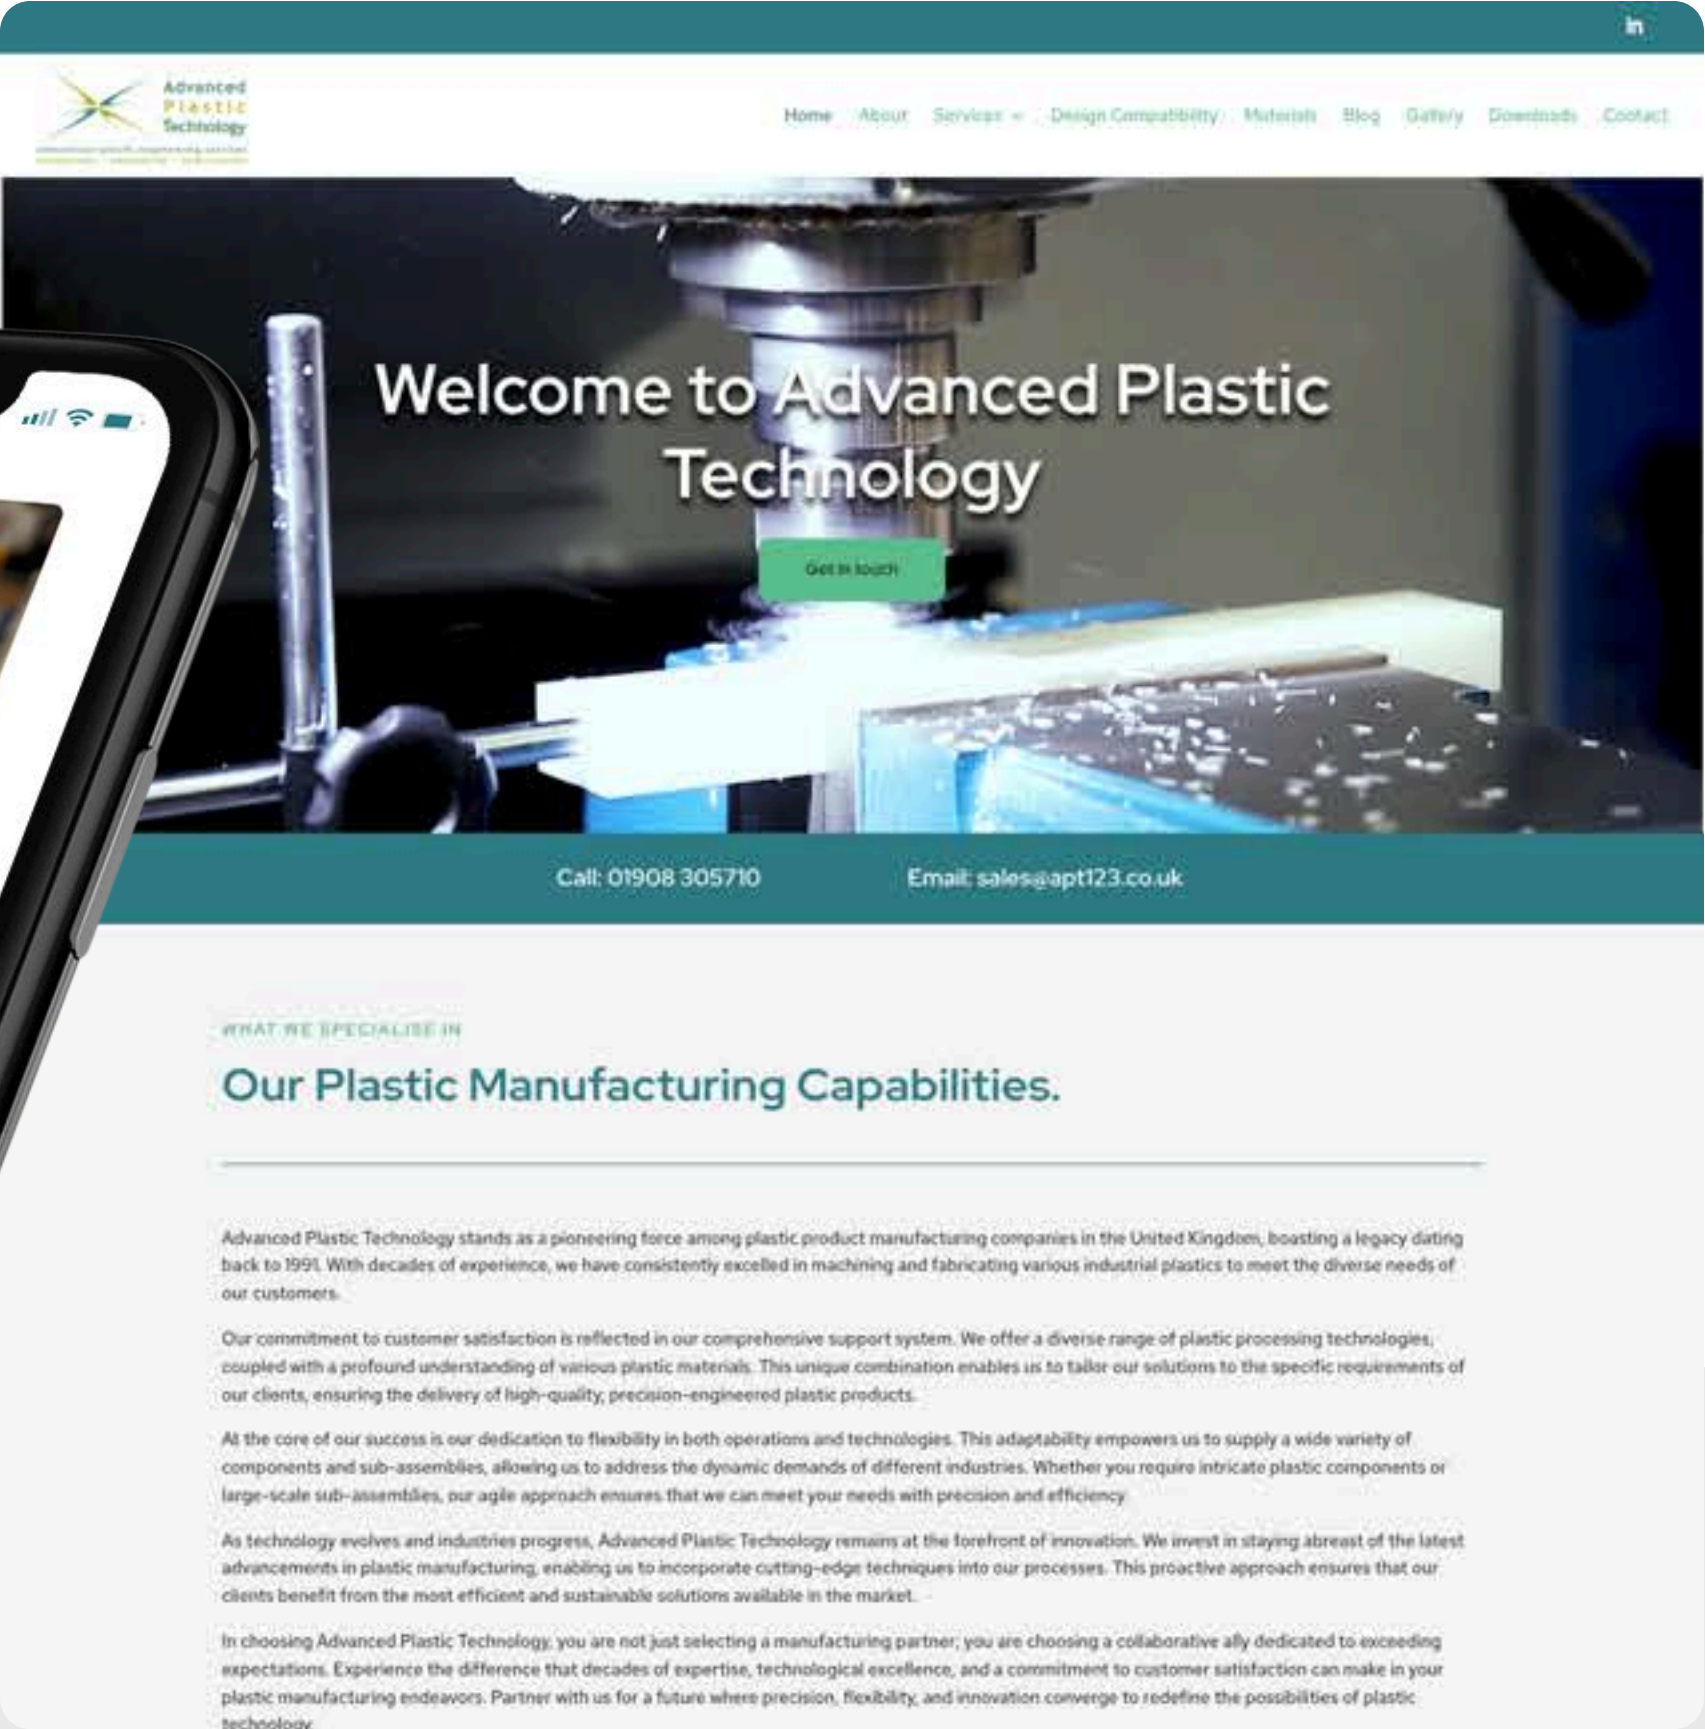 in
Advanced
Plastic
Technology
Home About Services Design Compatibility Materials Blog Gallery Downloads Contact
Welcome to Advanced Plastic
Technology
Get in touch
Call: 01908 305710 Email: sales@apt123.co.uk
WHAT WE SPECIALISE IN
Our Plastic Manufacturing Capabilities.
Advanced Plastic Technology stands as a pioneering force among plastic product manufacturing companies in the United Kingdom, boasting a legacy dating
back to 1991. With decades of experience, we have consistently excelled in machining and fabricating various industrial plastics to meet the diverse needs of
our customers.
Our commitment to customer satisfaction is reflected in our comprehensive support system. We offer a diverse range of plastic processing technologies,
coupled with a profound understanding of various plastic materials. This unique combination enables us to tailor our solutions to the specific requirements of
our clients, ensuring the delivery of high-quality, precision-engineered plastic products.
At the core of our success is our dedication to flexibility in both operations and technologies. This adaptability empowers us to supply a wide variety of
components and sub-assemblies, allowing us to address the dynamic demands of different industries. Whether you require intricate plastic components or
large-scale sub-assemblies, our agile approach ensures that we can meet your needs with precision and efficiency.
As technology evolves and industries progress, Advanced Plastic Technology remains at the forefront of innovation. We invest in staying abreast of the latest
advancements in plastic manufacturing, enabling us to incorporate cutting-edge techniques into our processes. This proactive approach ensures that our
clients benefit from the most efficient and sustainable solutions available in the market.
In choosing Advanced Plastic Technology, you are not just selecting a manufacturing partner; you are choosing a collaborative ally dedicated to exceeding
expectations. Experience the difference that decades of expertise, technological excellence, and a commitment to customer satisfaction can make in your
plastic manufacturing endeavors. Partner with us for a future where precision, flexibility, and innovation converge to redefine the possibilities of plastic
technology.